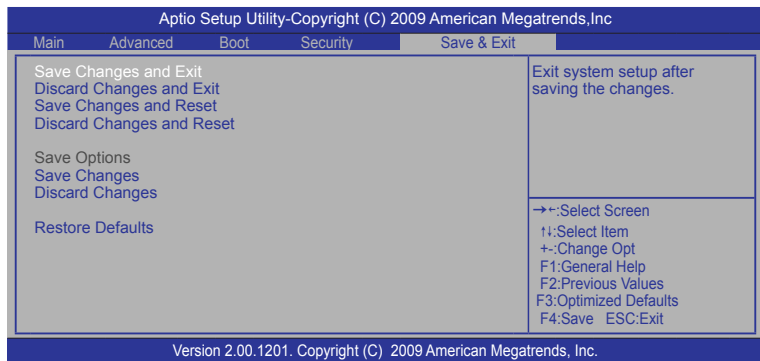 Aptio Setup Utility-Copyright (C) 2009 American Megatrends,Inc
Main Advanced Boot Security Save & Exit
Save Changes and Exit
Discard Changes and Exit
Save Changes and Reset
Discard Changes and Reset
Save Options
Save Changes
Discard Changes
Restore Defaults
Exit system setup after
saving the changes.
→←:Select Screen
↑↓:Select Item
+-:Change Opt
F1:General Help
F2:Previous Values
F3:Optimized Defaults
F4:Save ESC:Exit
Version 2.00.1201. Copyright (C) 2009 American Megatrends, Inc.